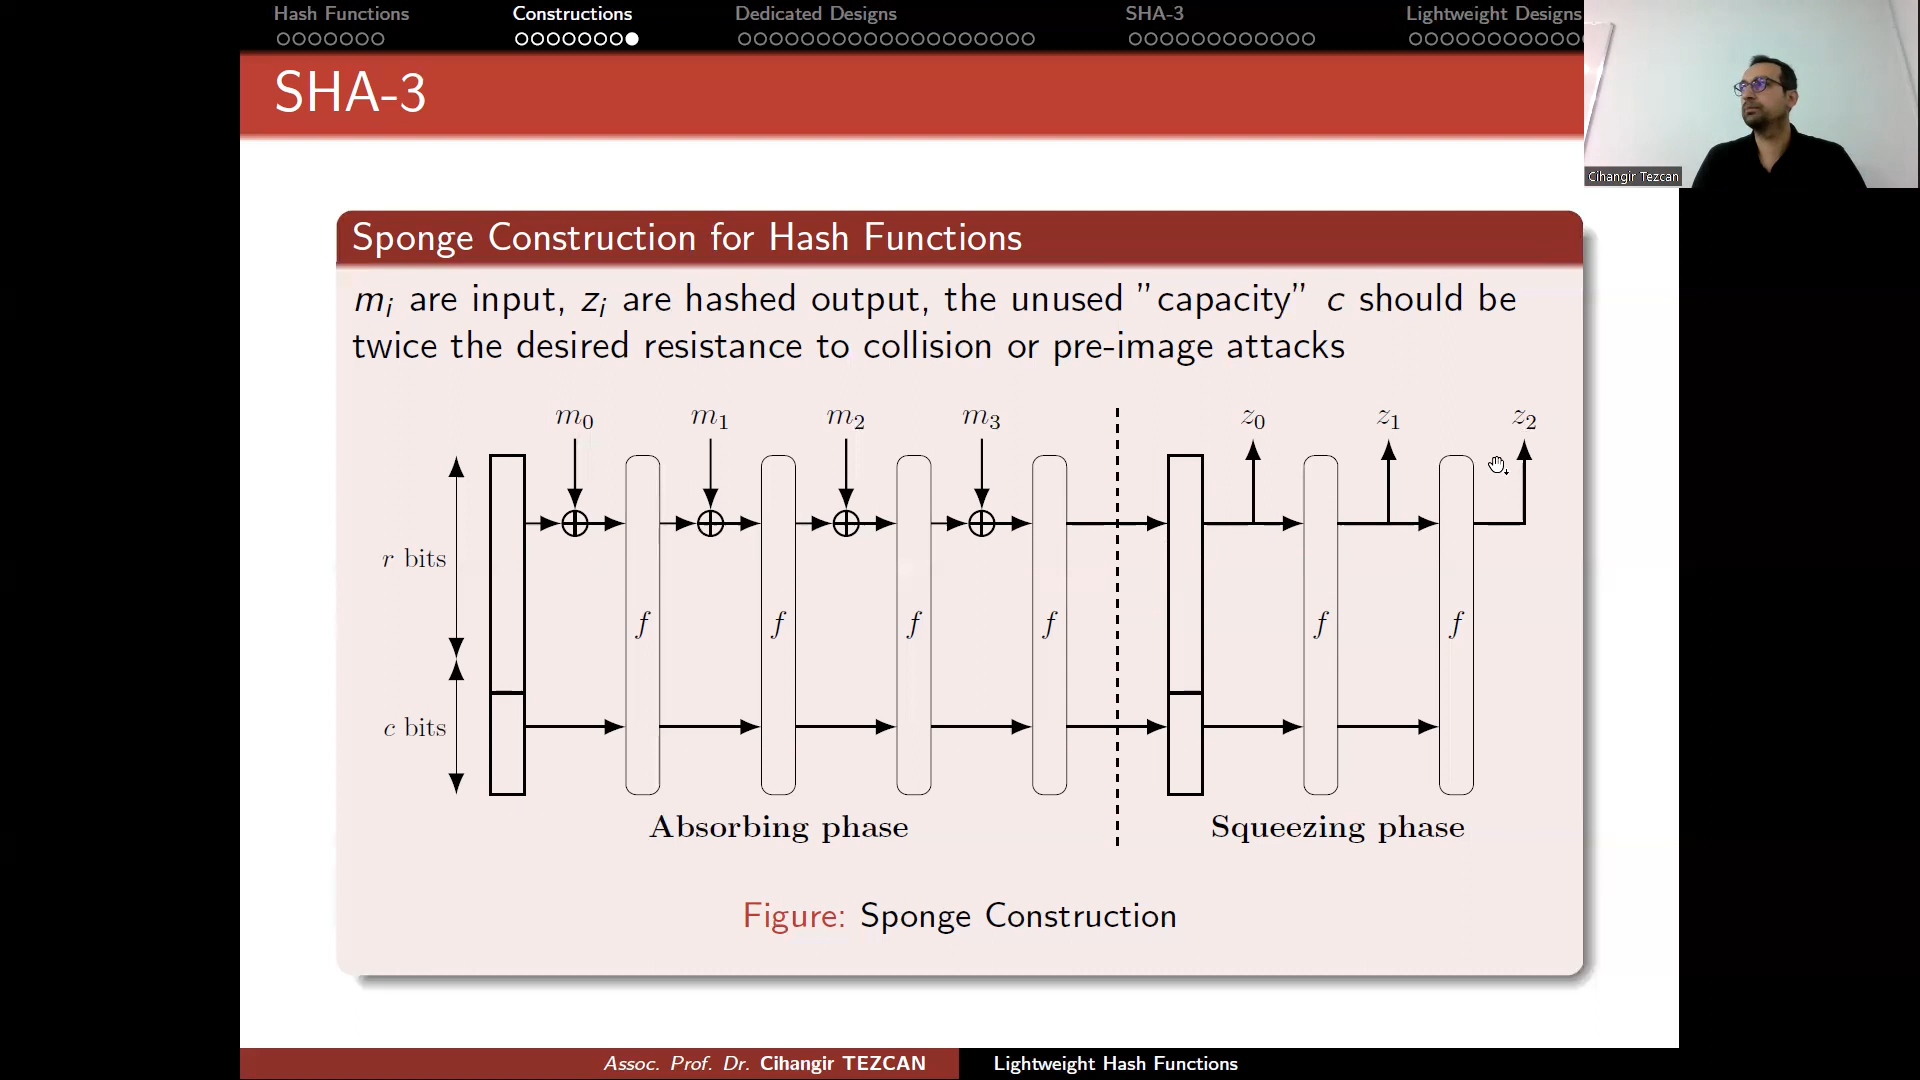 Hash Functions Constructions Dedicated Designs SHA-3 Lightweight Designs
SHA-3
Cihangir Tezcan
Sponge Construction for Hash Functions
mᵢ are input, zᵢ are hashed output, the unused ”capacity” c should be
twice the desired resistance to collision or pre-image attacks
m₀ m₁ m₂ m₃ z₀ z₁ z₂
r bits
f f f f f f
c bits
Absorbing phase Squeezing phase
Figure: Sponge Construction
Assoc. Prof. Dr. Cihangir TEZCAN Lightweight Hash Functions